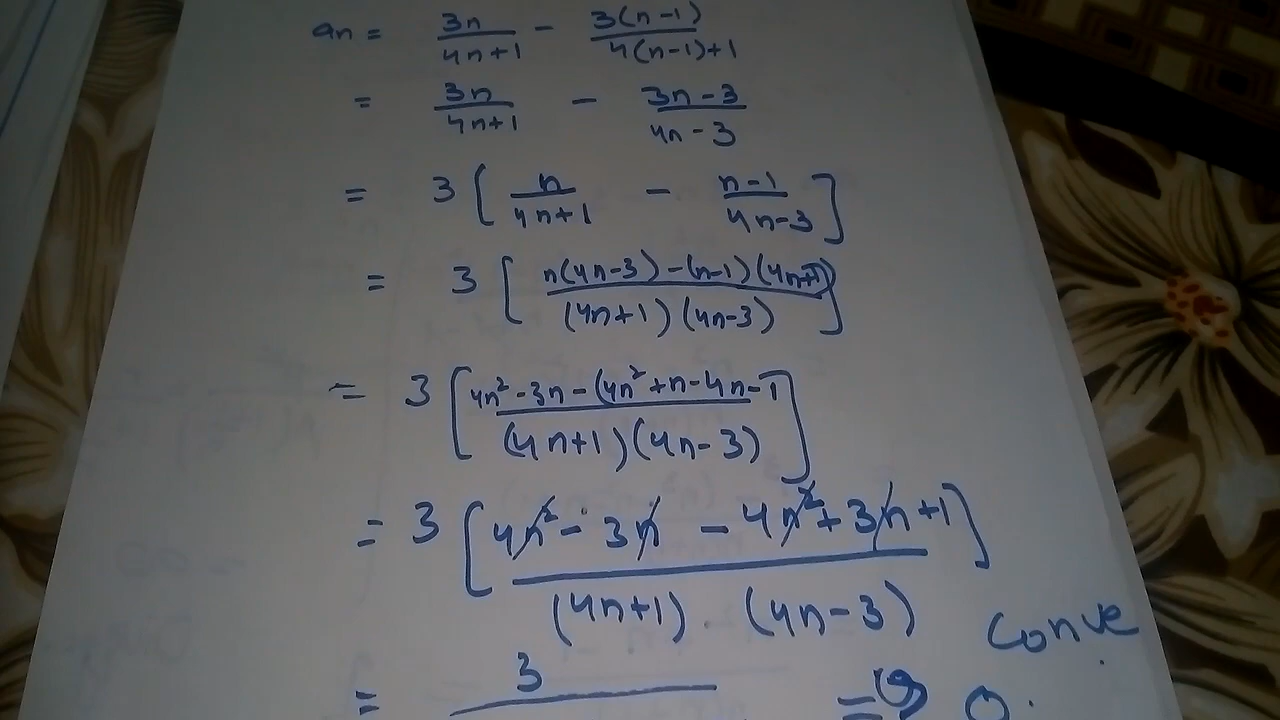 an = 3n/4n+1 - 3(n-1)/4(n-1)+1
= 3n/4n+1 - 3n-3/4n-3
= 3 [ n/4n+1 - n-1/4n-3 ]
= 3 [ n(4n-3)-(n-1)(4n+1)/(4n+1)(4n-3) ]
= 3 [ 4n²-3n-(4n²+n-4n-1/(4n+1)(4n-3) ]
= 3 [ 4n²-3n-4n²+3n+1/(4n+1)(4n-3) ]
Conve
= 3
= 0.